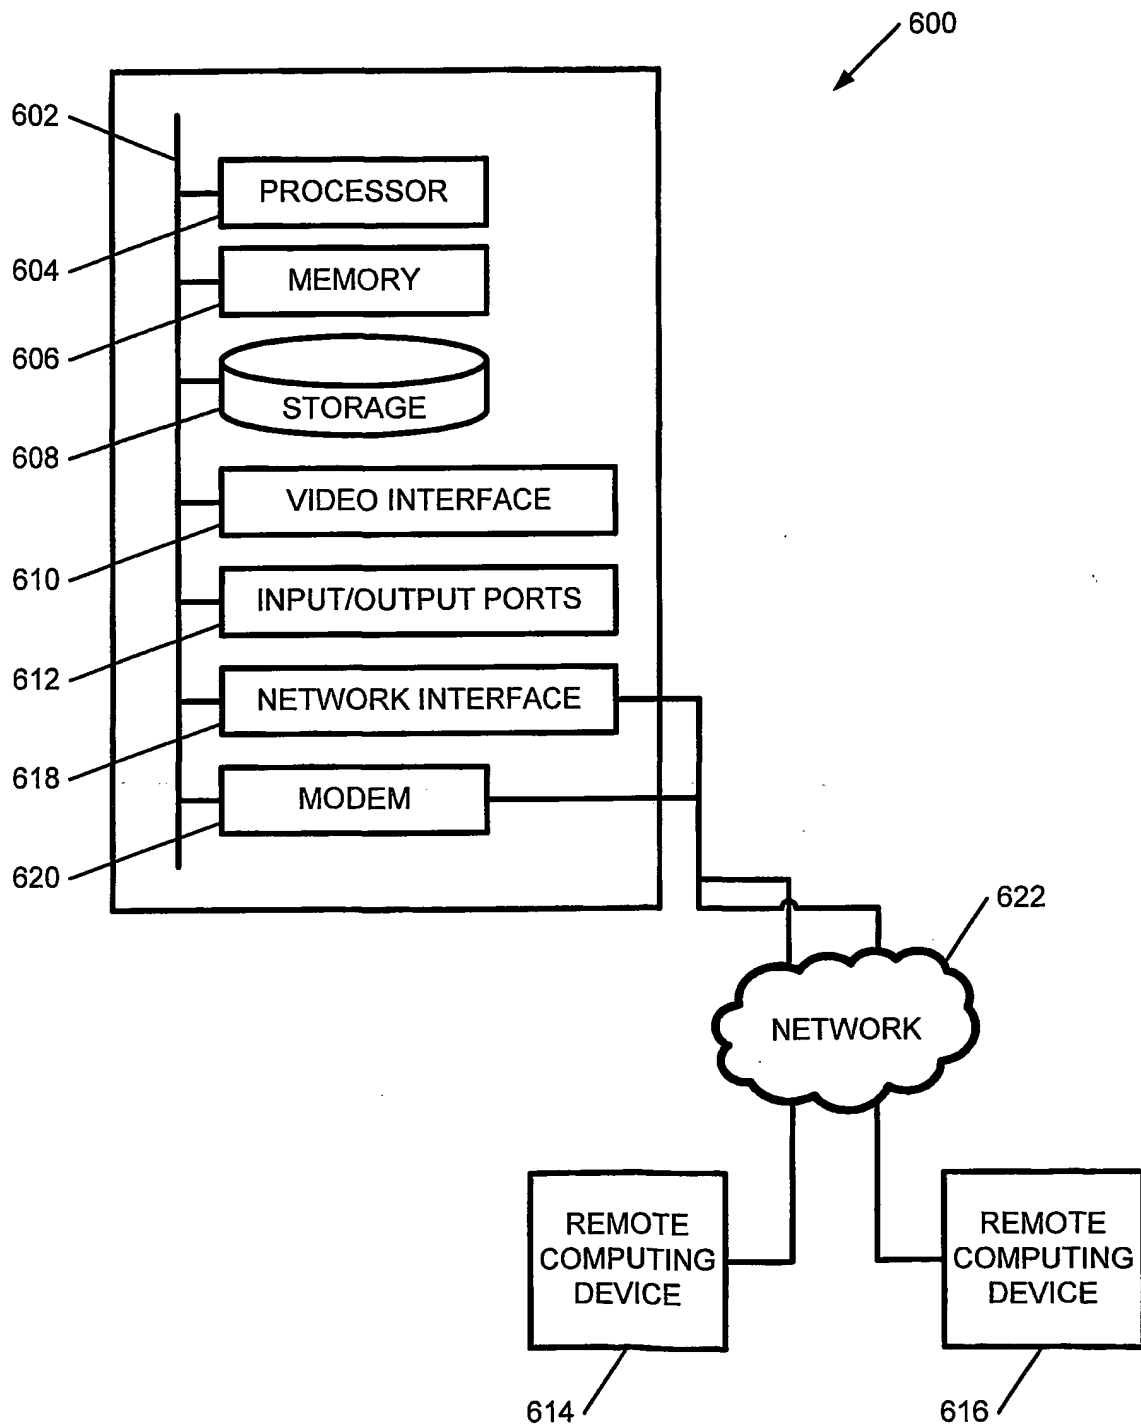 600
602
PROCESSOR
604
MEMORY
606
STORAGE
608
VIDEO INTERFACE
610
INPUT/OUTPUT PORTS
612
NETWORK INTERFACE
618
MODEM
620
622
NETWORK
REMOTE
COMPUTING
DEVICE
REMOTE
COMPUTING
DEVICE
614
616